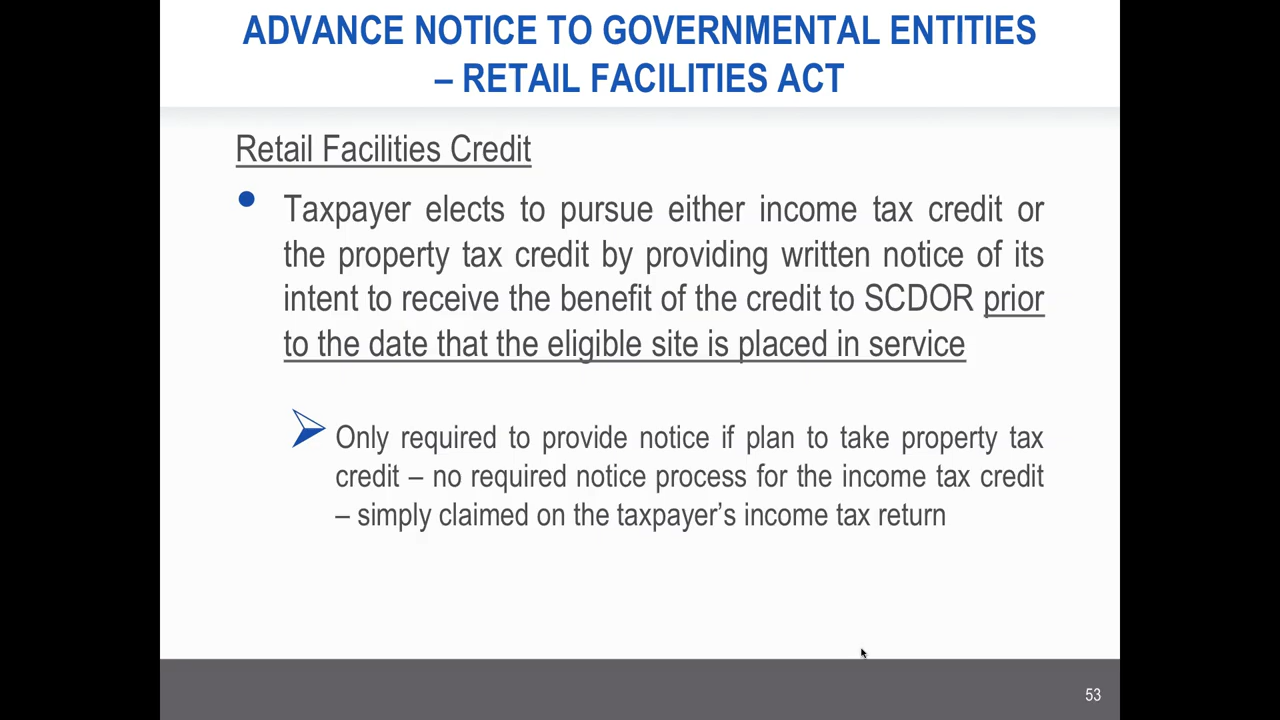 ADVANCE NOTICE TO GOVERNMENTAL ENTITIES
– RETAIL FACILITIES ACT
Retail Facilities Credit
Taxpayer elects to pursue either income tax credit or
the property tax credit by providing written notice of its
intent to receive the benefit of the credit to SCDOR prior
to the date that the eligible site is placed in service
Only required to provide notice if plan to take property tax
credit – no required notice process for the income tax credit
– simply claimed on the taxpayer’s income tax return
53